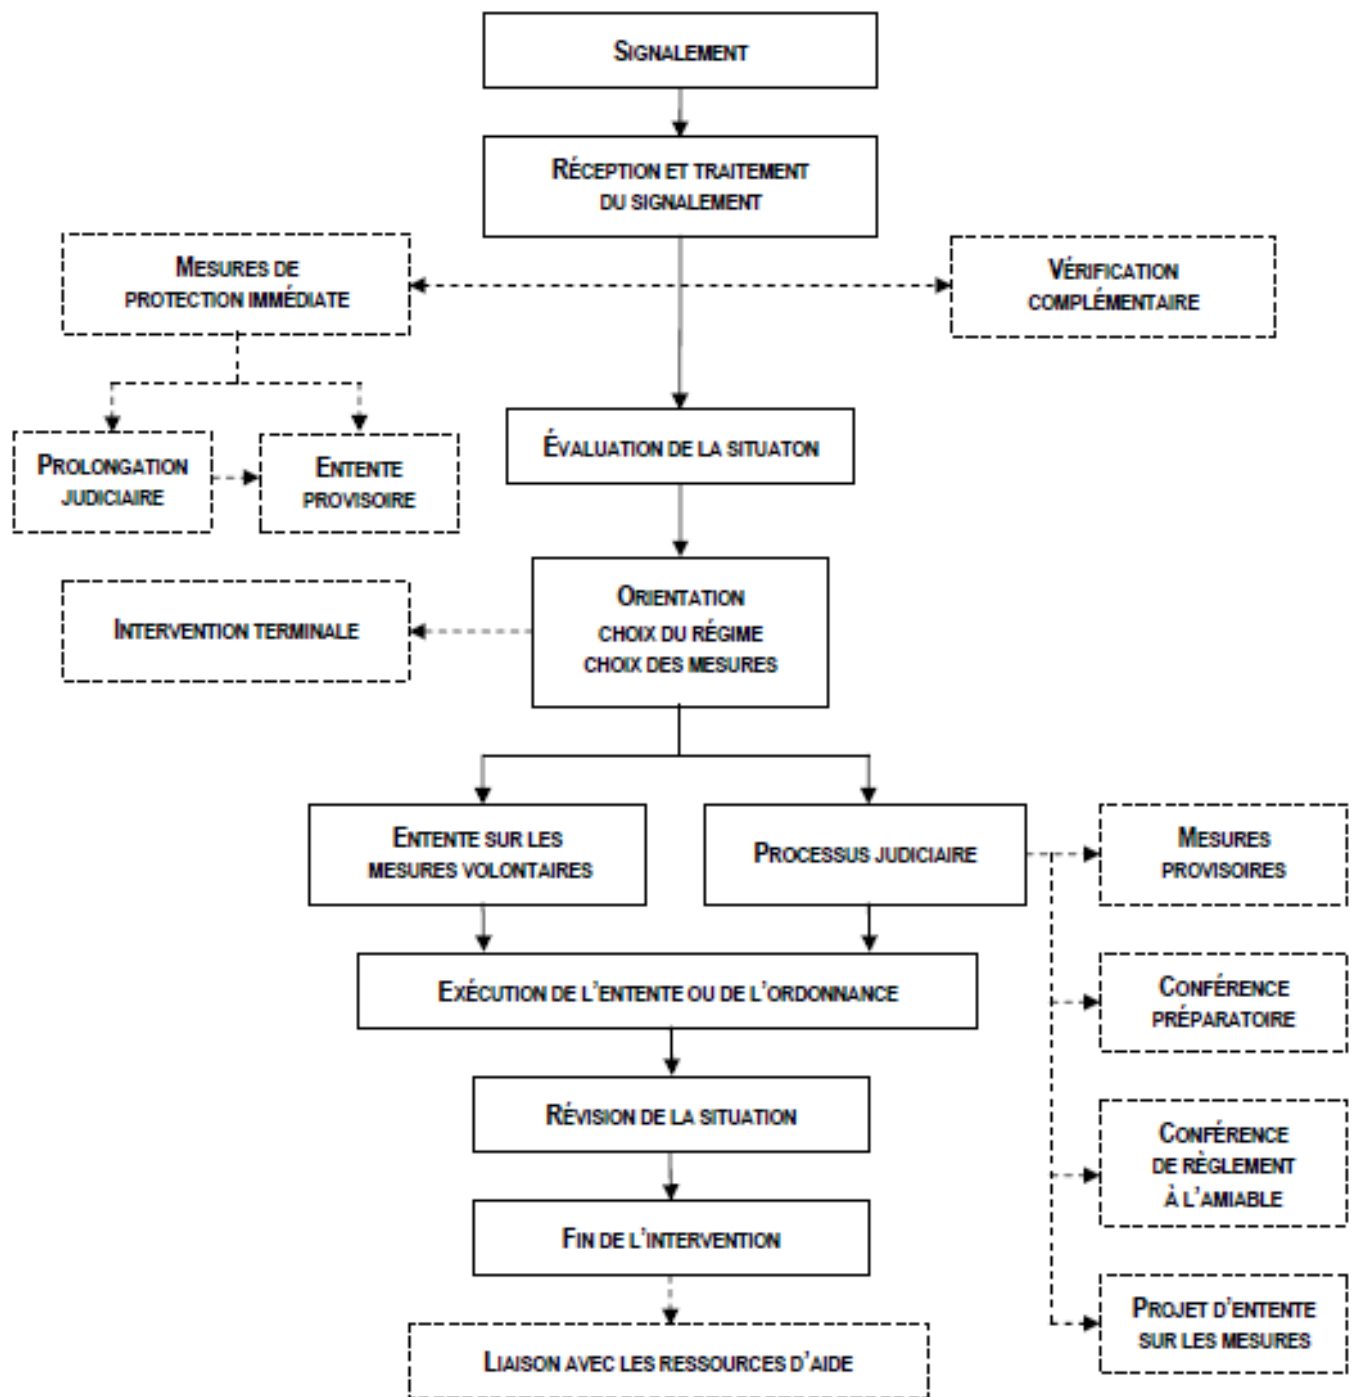 SIGNALEMENT
RÉCEPTION ET TRAITEMENT
DU SIGNALEMENT
MESURES DE
PROTECTION IMMÉDIATE
VÉRIFICATION
COMPLÉMENTAIRE
ÉVALUATION DE LA SITUATON
PROLONGATION
JUDICIAIRE
ENTENTE
PROVISOIRE
ORIENTATION
CHOIX DU RÉGIME
CHOIX DES MESURES
INTERVENTION TERMINALE
ENTENTE SUR LES
MESURES VOLONTAIRES
PROCESSUS JUDICIAIRE
MESURES
PROVISOIRES
EXÉCUTION DE L'ENTENTE OU DE L'ORDONNANCE
CONFÉRENCE
PRÉPARATOIRE
RÉVISION DE LA SITUATION
CONFÉRENCE
DE RÈGLEMENT
À L'AMIABLE
FIN DE L'INTERVENTION
PROJET D'ENTENTE
SUR LES MESURES
LIAISON AVEC LES RESSOURCES D'AIDE